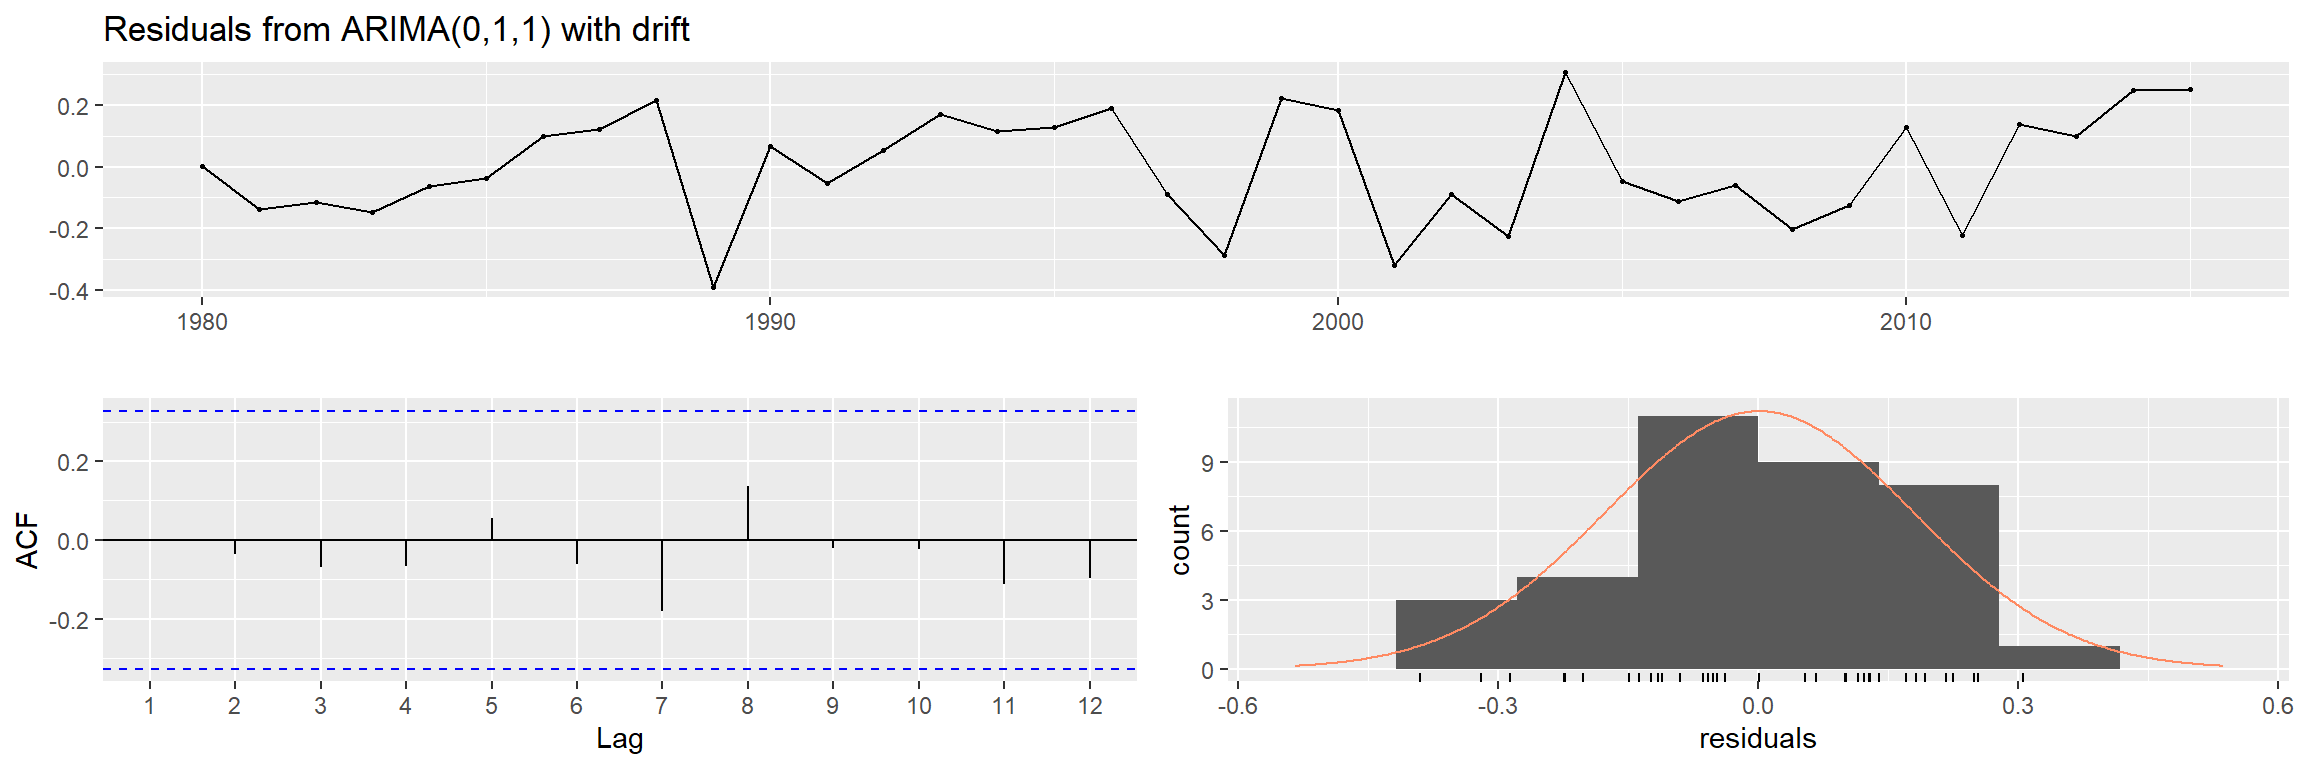 Residuals from ARIMA(0,1,1) with drift
0.2
0.0
-0.2
-0.4
1980 1990 2000 2010
ACF
0.2
0.0
-0.2
1 2 3 4 5 6 7 8 9 10 11 12
Lag
count
9
6
3
0
-0.6 -0.3 0.0 0.3 0.6
residuals